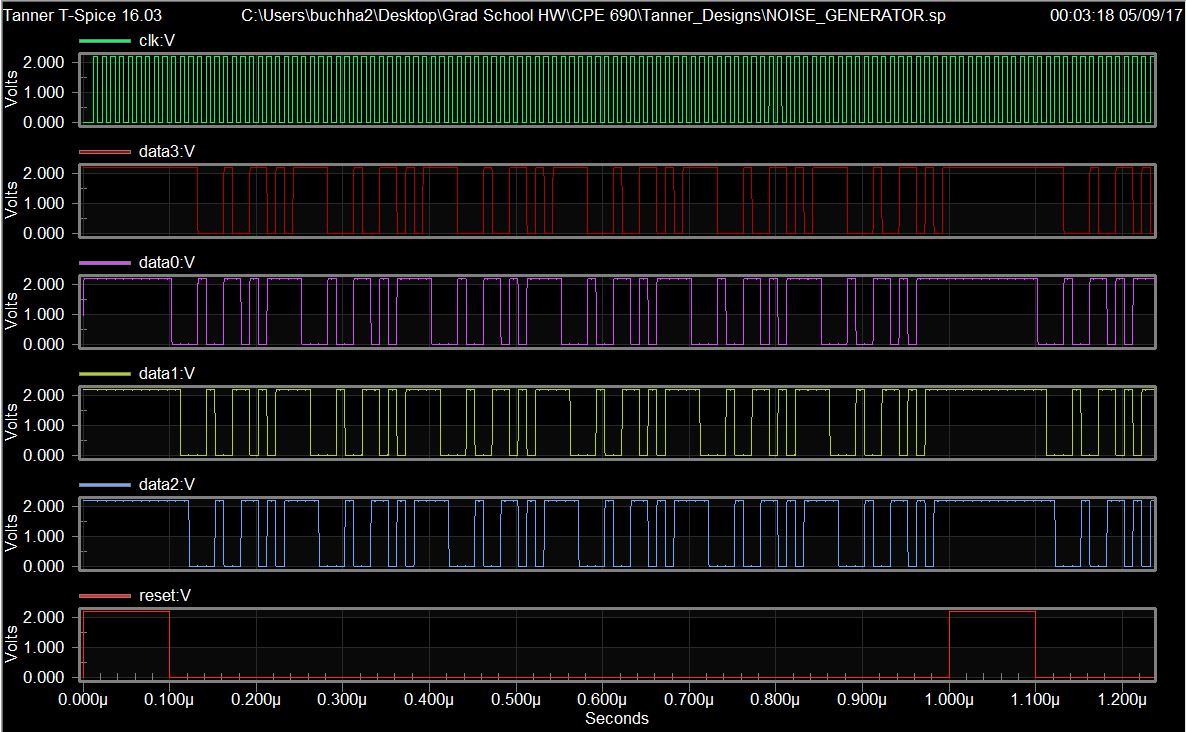 Tanner T-Spice 16.03 C:\Users\buchha2\Desktop\Grad School HW\CPE 690\Tanner_Designs\NOISE_GENERATOR.sp 00:03:18 05/09/17
clk:V
2.000
1.000
0.000
Volts
data3:V
2.000
1.000
0.000
Volts
data0:V
2.000
1.000
0.000
Volts
data1:V
2.000
1.000
0.000
Volts
data2:V
2.000
1.000
0.000
Volts
reset:V
2.000
1.000
0.000
Volts
0.000µ 0.100µ 0.200µ 0.300µ 0.400µ 0.500µ 0.600µ 0.700µ 0.800µ 0.900µ 1.000µ 1.100µ 1.200µ
Seconds